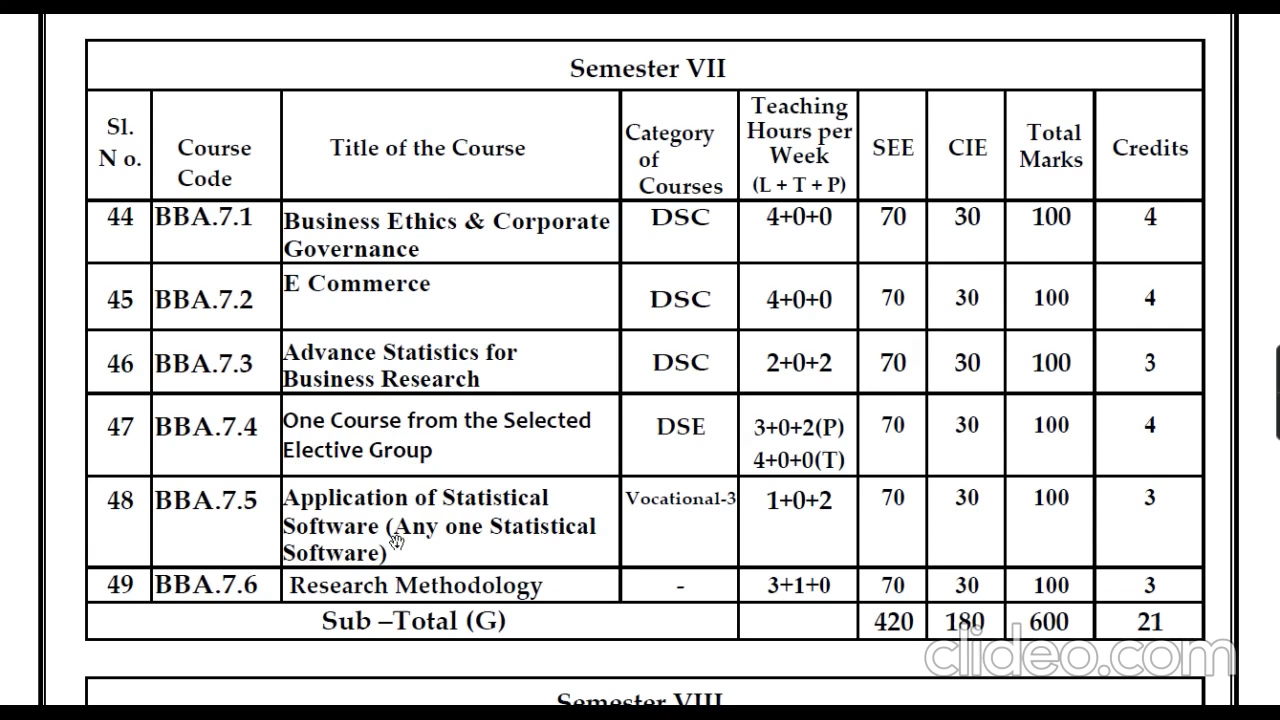 Semester VII
Sl. N o. Course Code Title of the Course Category of Courses Teaching Hours per Week (L + T + P) SEE CIE Total Marks Credits
44 BBA.7.1 Business Ethics & Corporate Governance DSC 4+0+0 70 30 100 4
45 BBA.7.2 E Commerce DSC 4+0+0 70 30 100 4
46 BBA.7.3 Advance Statistics for Business Research DSC 2+0+2 70 30 100 3
47 BBA.7.4 One Course from the Selected Elective Group DSE 3+0+2(P) 4+0+0(T) 70 30 100 4
48 BBA.7.5 Application of Statistical Software (Any one Statistical Software) Vocational-3 1+0+2 70 30 100 3
49 BBA.7.6 Research Methodology - 3+1+0 70 30 100 3
Sub –Total (G) 420 180 600 21
clideo.com
Semester VIII